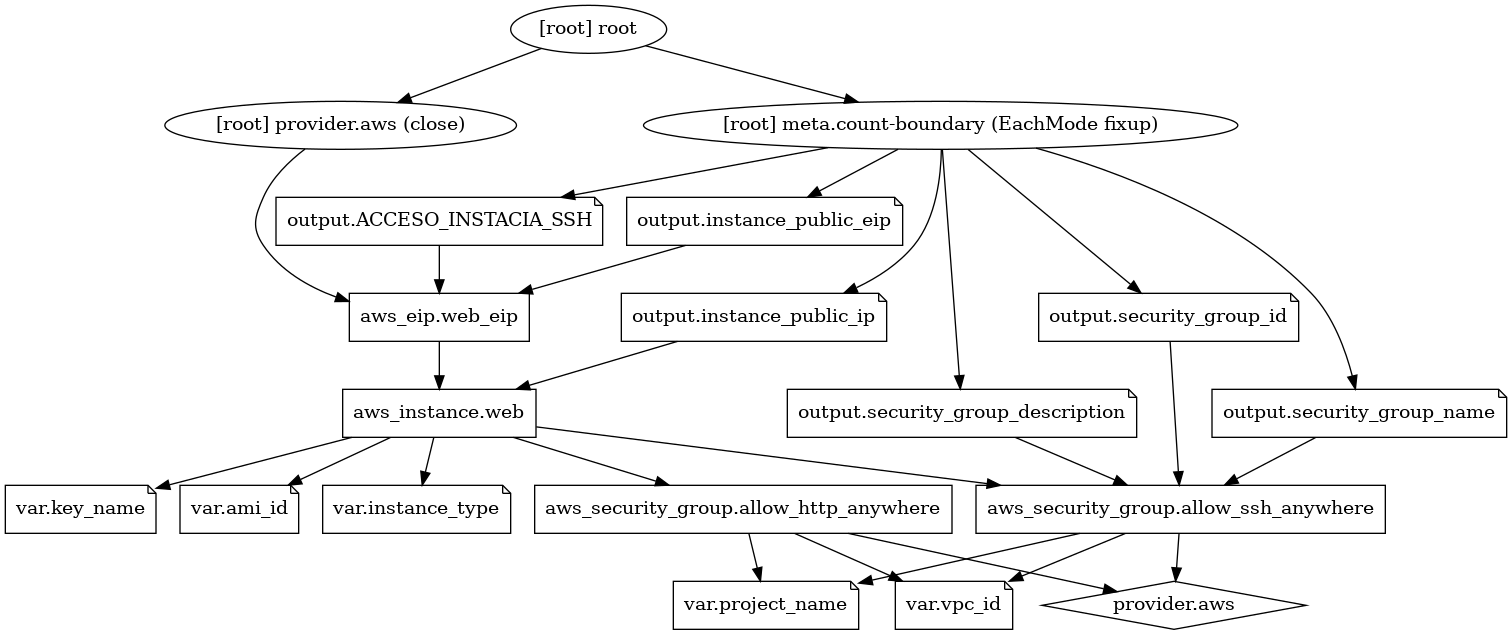 [root] root
[root] provider.aws (close)
[root] meta.count-boundary (EachMode fixup)
output.ACCESO_INSTACIA_SSH
output.instance_public_eip
aws_eip.web_eip
output.instance_public_ip
output.security_group_id
aws_instance.web
output.security_group_description
output.security_group_name
var.key_name
var.ami_id
var.instance_type
aws_security_group.allow_http_anywhere
aws_security_group.allow_ssh_anywhere
var.project_name
var.vpc_id
provider.aws